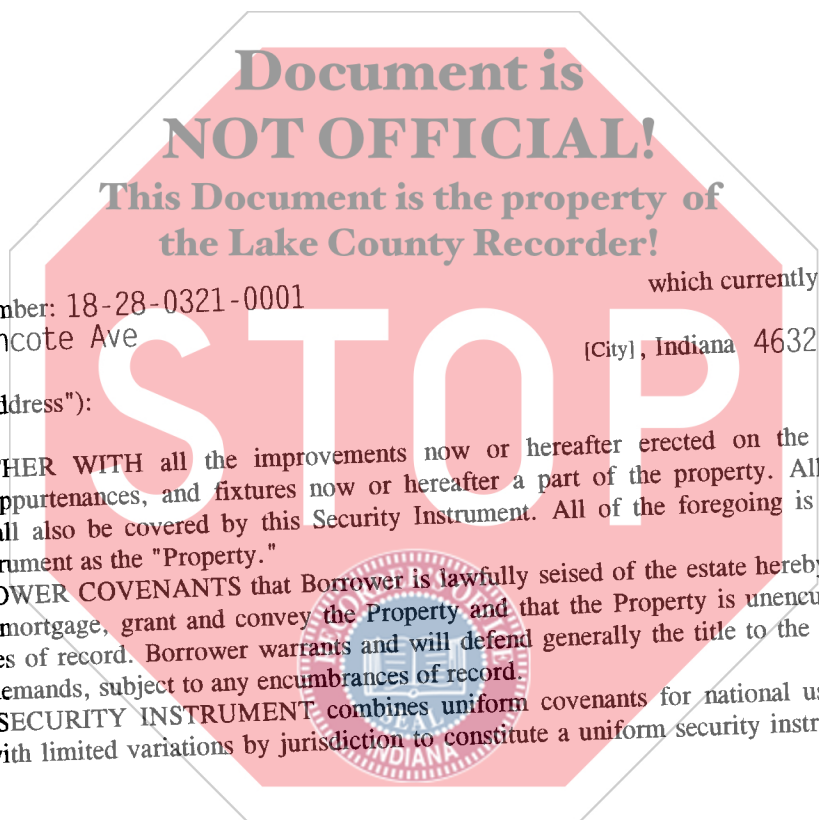 Document is
NOT OFFICIAL!
This Document is the property of
the Lake County Recorder!
which currently
mber: 18-28-0321-0001
ncote Ave
[City], Indiana 4632
ddress"):
STOP
HER WITH all the improvements now or hereafter erected on the
ppurtenances, and fixtures now or hereafter a part of the property. All
all also be covered by this Security Instrument. All of the foregoing is
rument as the "Property."
OWER COVENANTS that Borrower is lawfully seised of the estate hereby
mortgage, grant and convey the Property and that the Property is unencu
es of record. Borrower warrants and will defend generally the title to the
emands, subject to any encumbrances of record.
SECURITY INSTRUMENT combines uniform covenants for national us
ith limited variations by jurisdiction to constitute a uniform security instr
SEAL
INDIANA